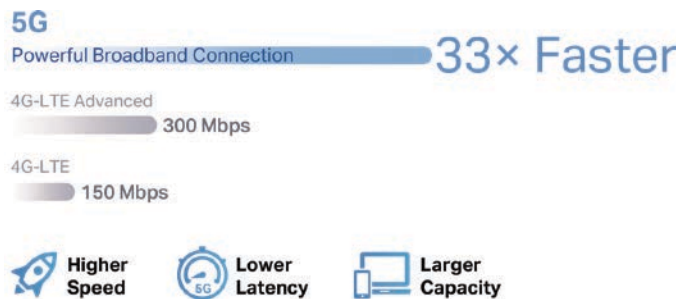 5G
Powerful Broadband Connection
33× Faster
4G-LTE Advanced
300 Mbps
4G-LTE
150 Mbps
Higher
Speed
5G
Lower
Latency
Larger
Capacity